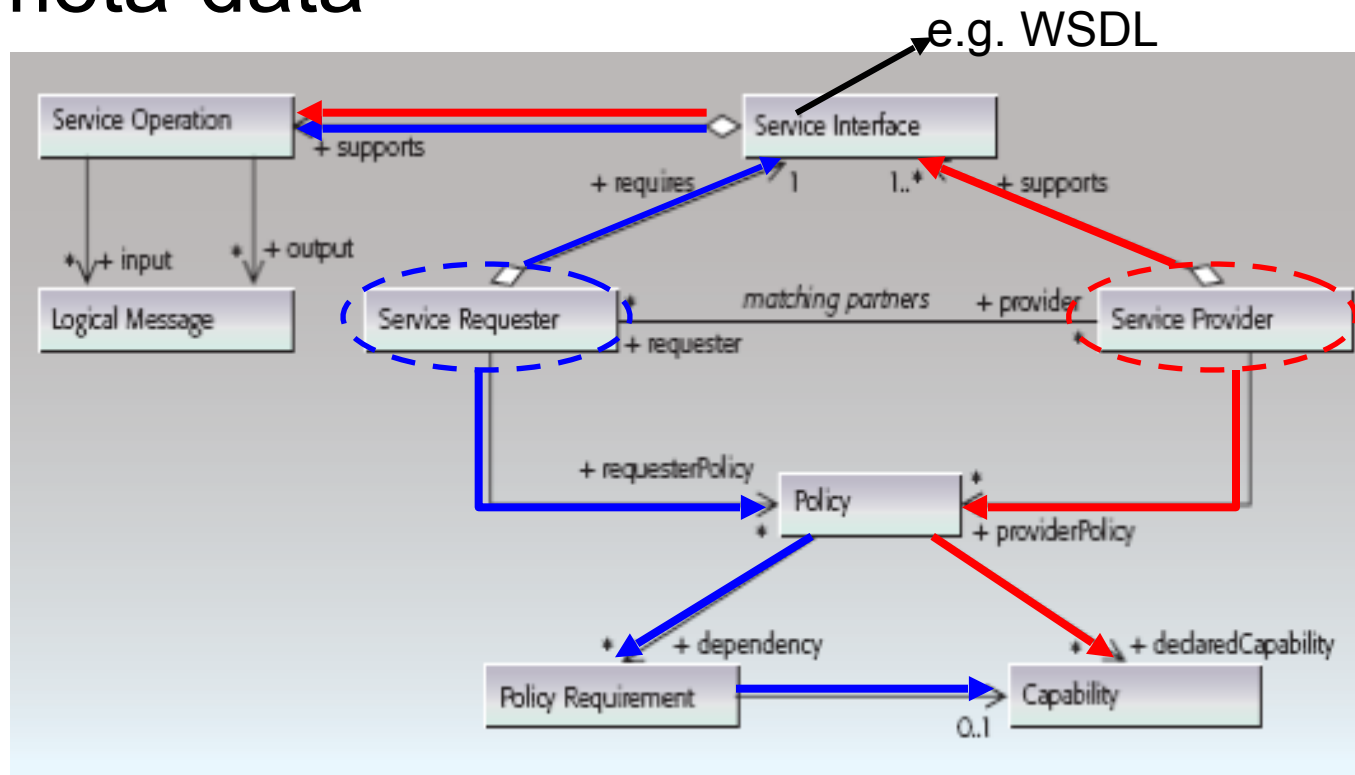 e.g. WSDL
Service Operation
Service Interface
+ supports
+ requires
1
1..*
+ supports
* + input
* + output
Logical Message
Service Requester
*
+ requester
matching partners
+ provider
*
Service Provider
+ requesterPolicy
*
Policy
*
+ providerPolicy
* + dependency
* + declaredCapability
Policy Requirement
0..1
Capability